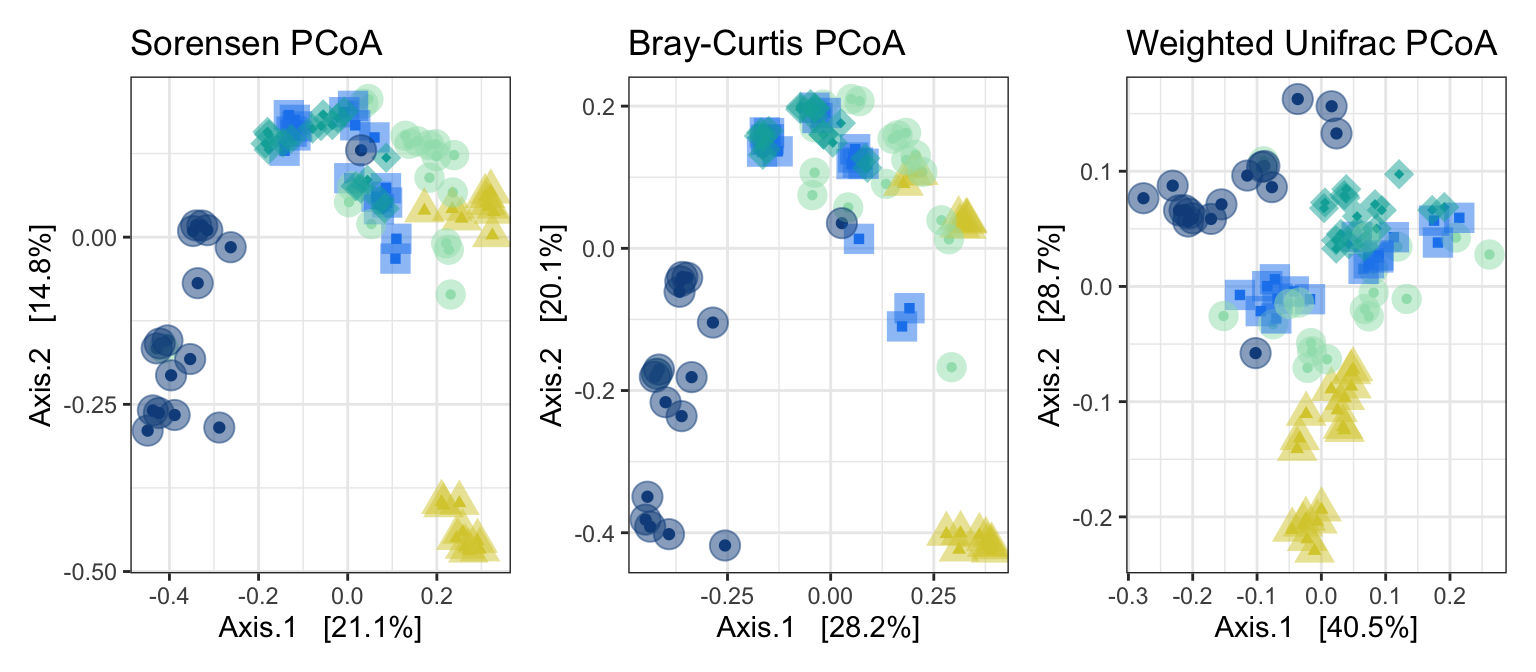 Sorensen PCoA
Axis.2   [14.8%]
0.00
-0.25
-0.50
-0.4 -0.2 0.0 0.2
Axis.1   [21.1%]
Bray-Curtis PCoA
Axis.2   [20.1%]
0.2
0.0
-0.2
-0.4
-0.25 0.00 0.25
Axis.1   [28.2%]
Weighted Unifrac PCoA
Axis.2   [28.7%]
0.1
0.0
-0.1
-0.2
-0.3 -0.2 -0.1 0.0 0.1 0.2
Axis.1   [40.5%]